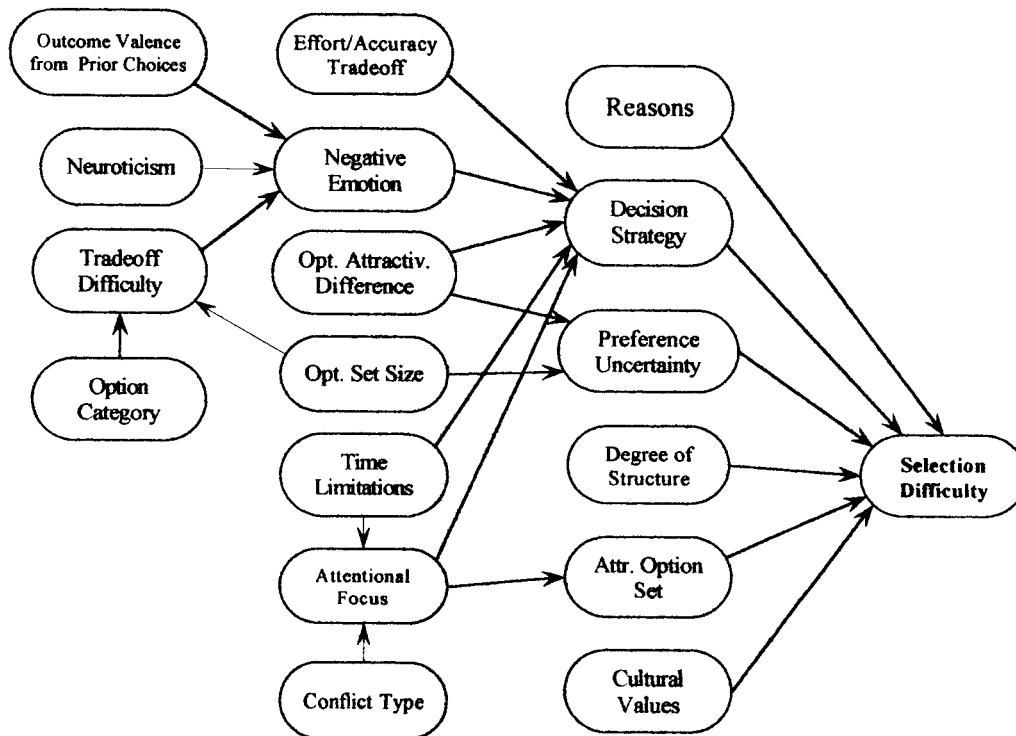 Outcome Valence
from Prior Choices
Effort/Accuracy
Tradeoff
Reasons
Neuroticism
Negative
Emotion
Decision
Strategy
Tradeoff
Difficulty
Opt. Attractiv.
Difference
Preference
Uncertainty
Option
Category
Opt. Set Size
Time
Limitations
Degree of
Structure
Selection
Difficulty
Attentional
Focus
Attr. Option
Set
Conflict Type
Cultural
Values